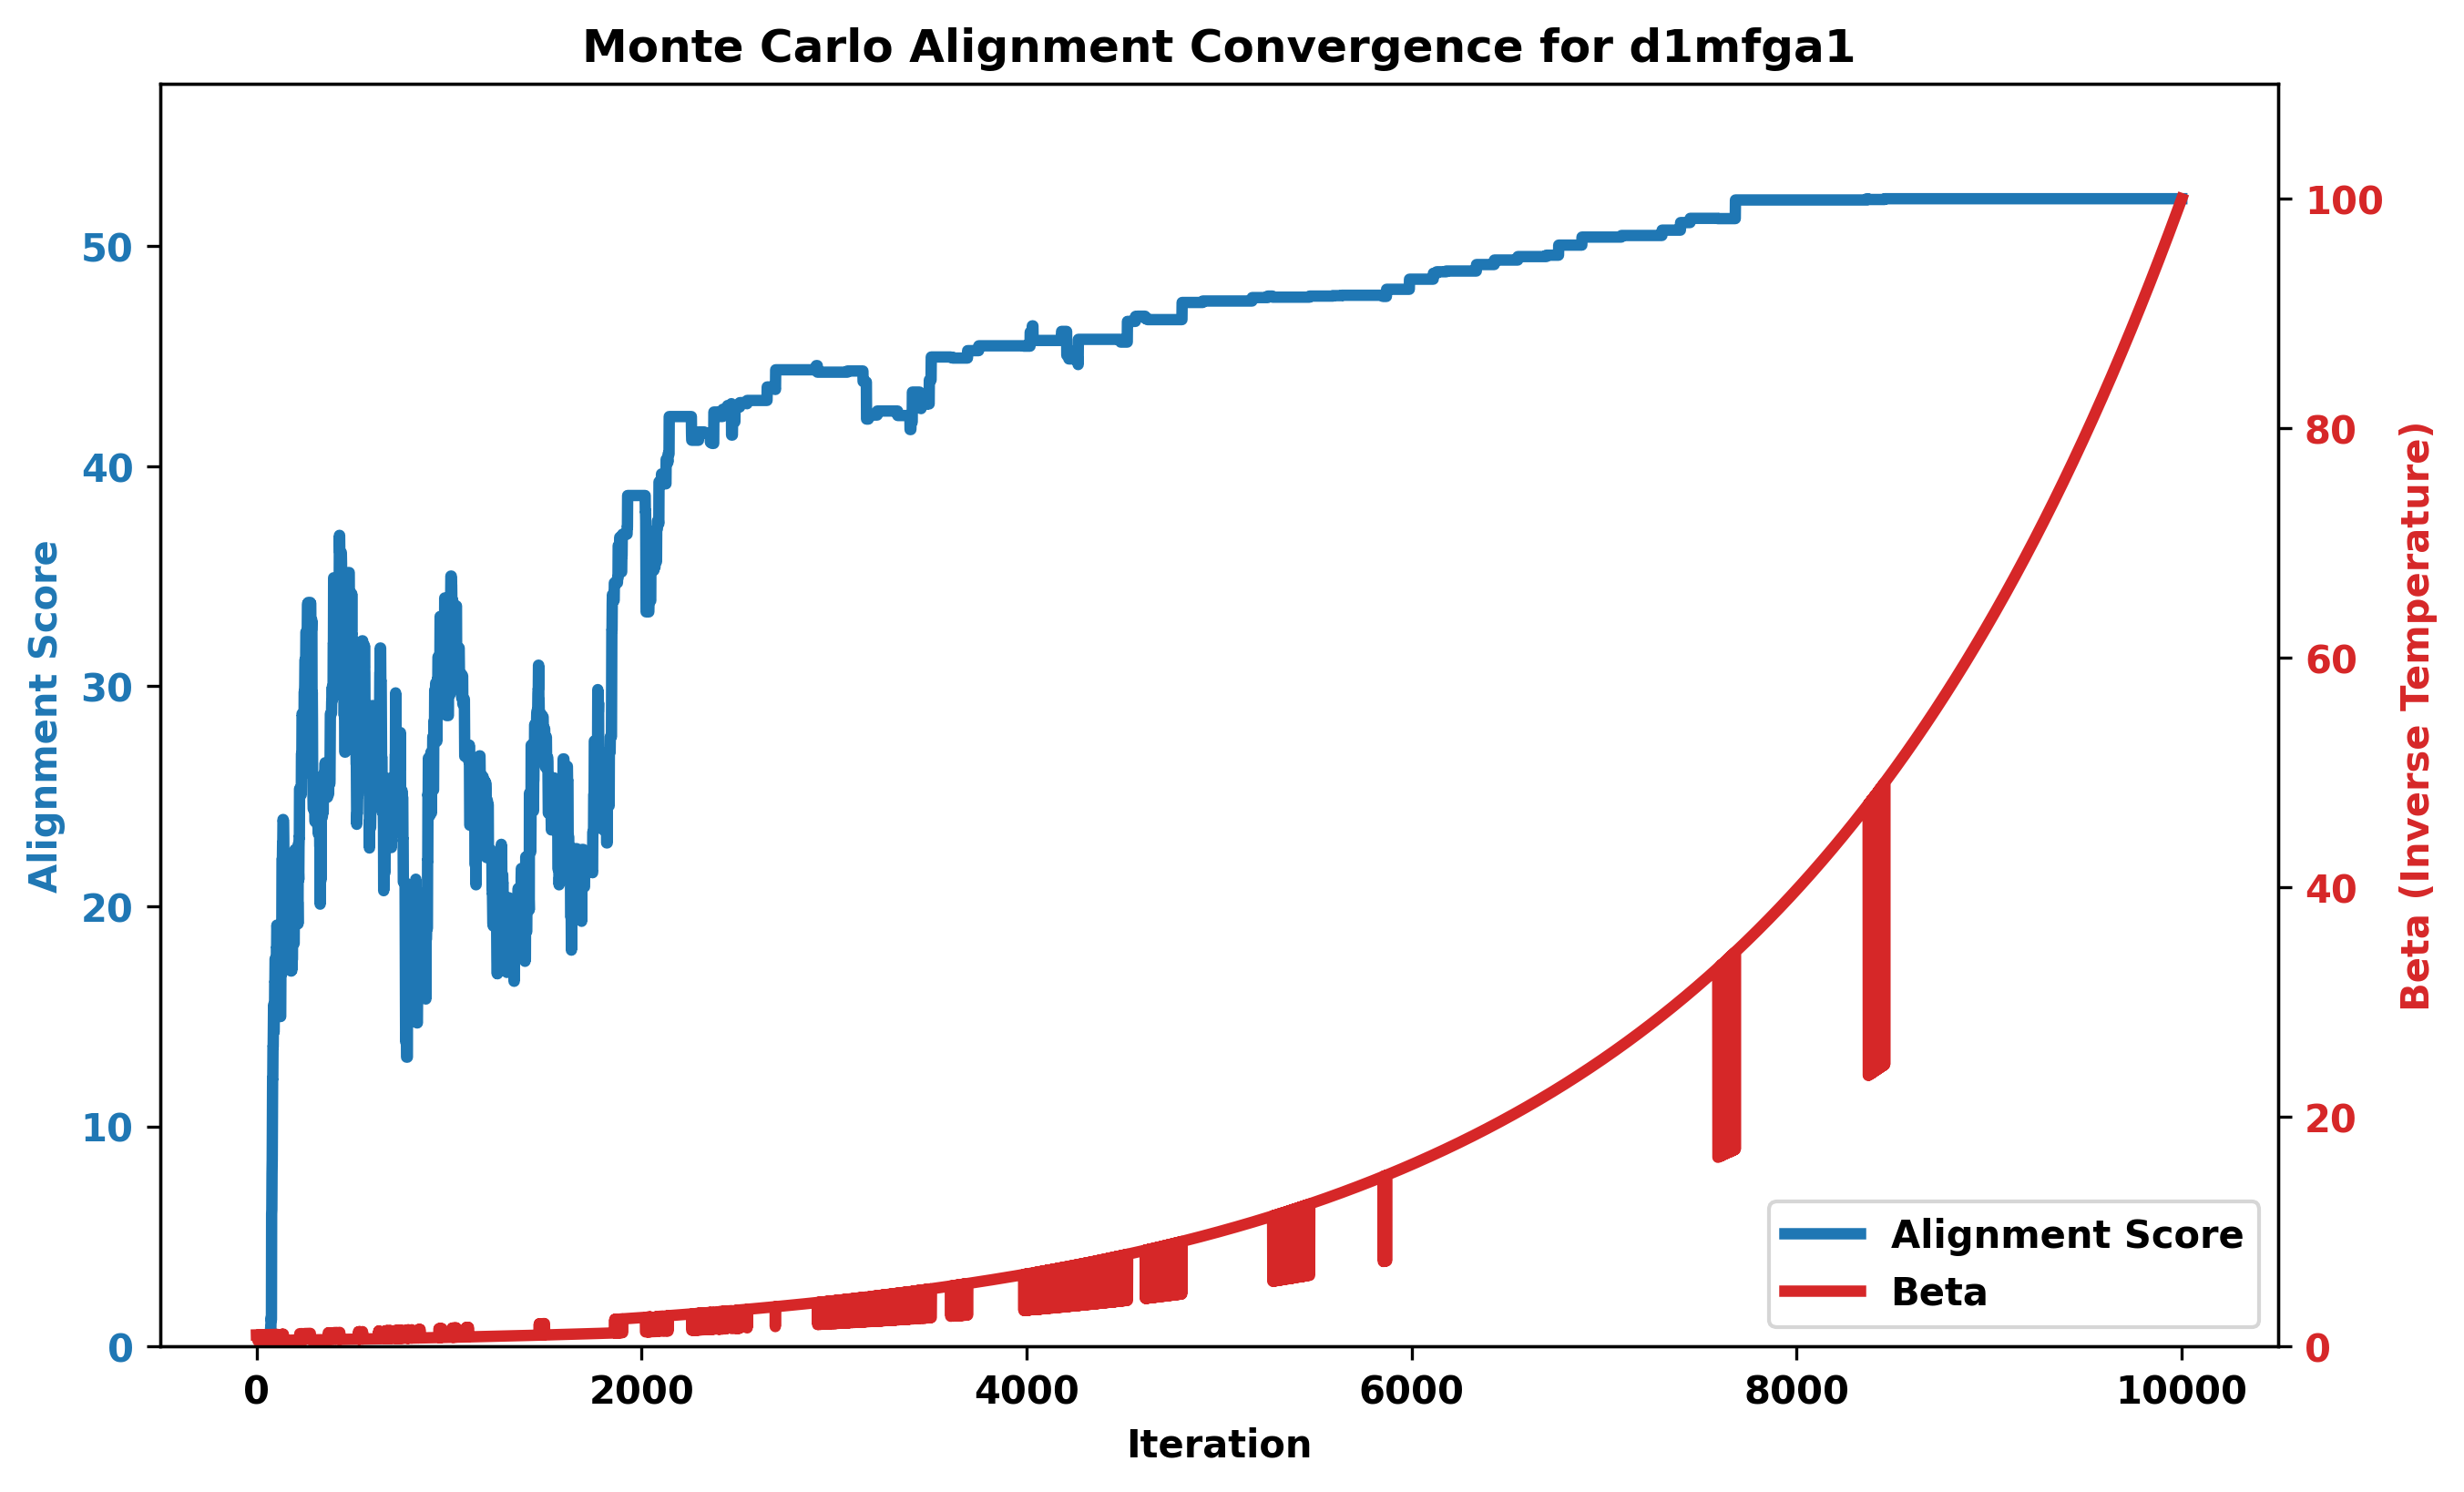 Monte Carlo Alignment Convergence for d1mfga1
Alignment Score
50
40
30
20
10
0
100
80
60
40
20
0
Beta (Inverse Temperature)
Alignment Score
Beta
0 2000 4000 6000 8000 10000
Iteration